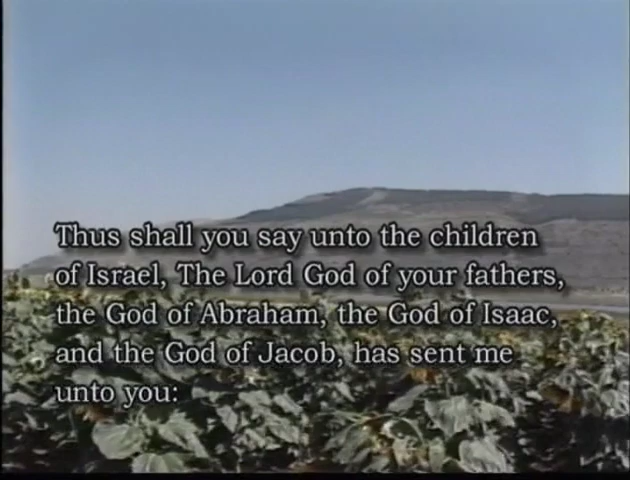 Thus shall you say unto the children
of Israel, The Lord God of your fathers,
the God of Abraham, the God of Isaac,
and the God of Jacob, has sent me
unto you: